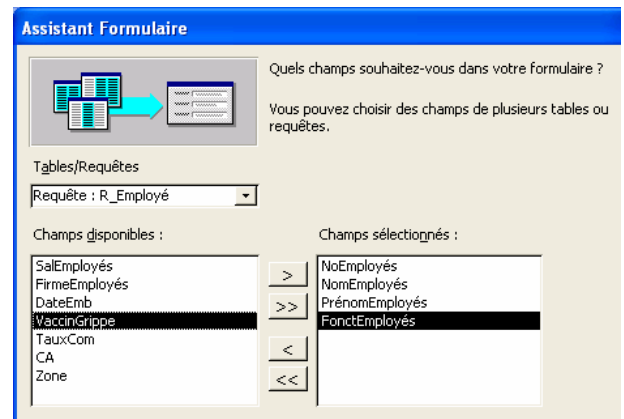 Assistant Formulaire
Quels champs souhaitez-vous dans votre formulaire ?
Vous pouvez choisir des champs de plusieurs tables ou
requêtes.
Tables/Requêtes
Requête : R_Employé
Champs disponibles :
SalEmployés
FirmeEmployés
DateEmb
VaccinGrippe
TauxCom
CA
Zone
>
>>
<
<<
Champs sélectionnés :
NoEmployés
NomEmployés
PrénomEmployés
FonctEmployés